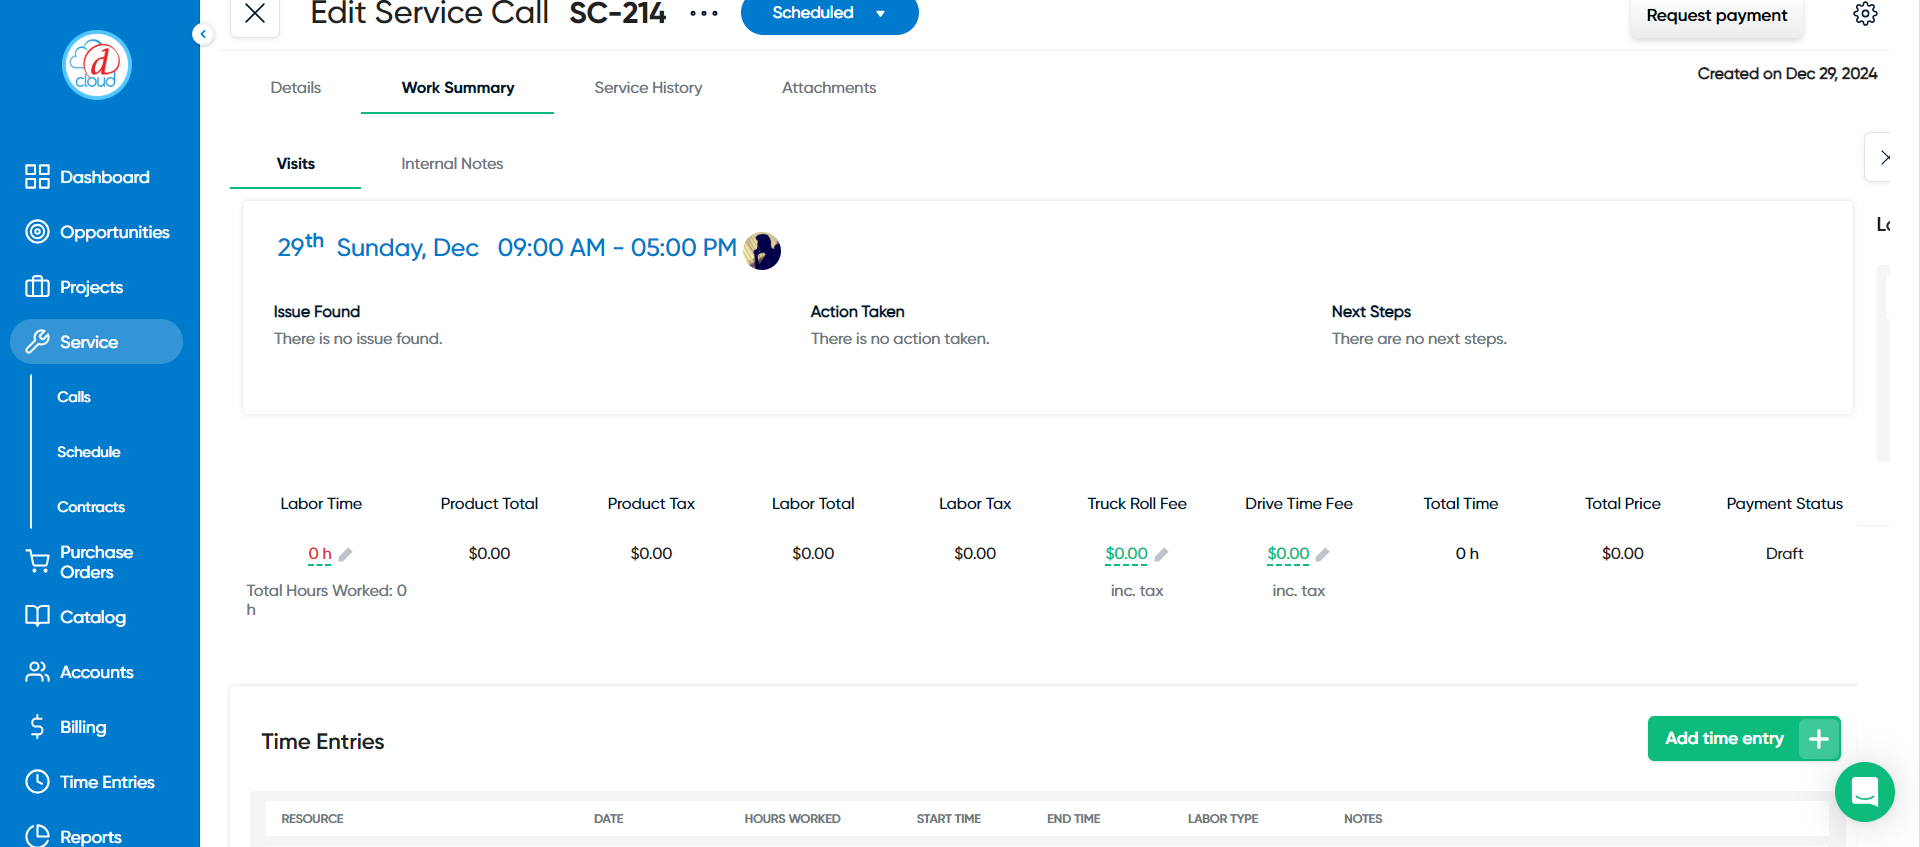 d
cloud
Dashboard
Opportunities
Projects
Service
Calls
Schedule
Contracts
Purchase
Orders
Catalog
Accounts
Billing
Time Entries
Reports
Edit Service Call SC-214 ••• Scheduled
Request payment
Created on Dec 29, 2024
Details Work Summary Service History Attachments
Visits Internal Notes
29th Sunday, Dec 09:00 AM - 05:00 PM
Issue Found Action Taken Next Steps
There is no issue found. There is no action taken. There are no next steps.
Labor Time Product Total Product Tax Labor Total Labor Tax Truck Roll Fee Drive Time Fee Total Time Total Price Payment Status
0 h $0.00 $0.00 $0.00 $0.00 $0.00 $0.00 0 h $0.00 Draft
Total Hours Worked: 0
h
inc. tax inc. tax
Time Entries
Add time entry
RESOURCE DATE HOURS WORKED START TIME END TIME LABOR TYPE NOTES